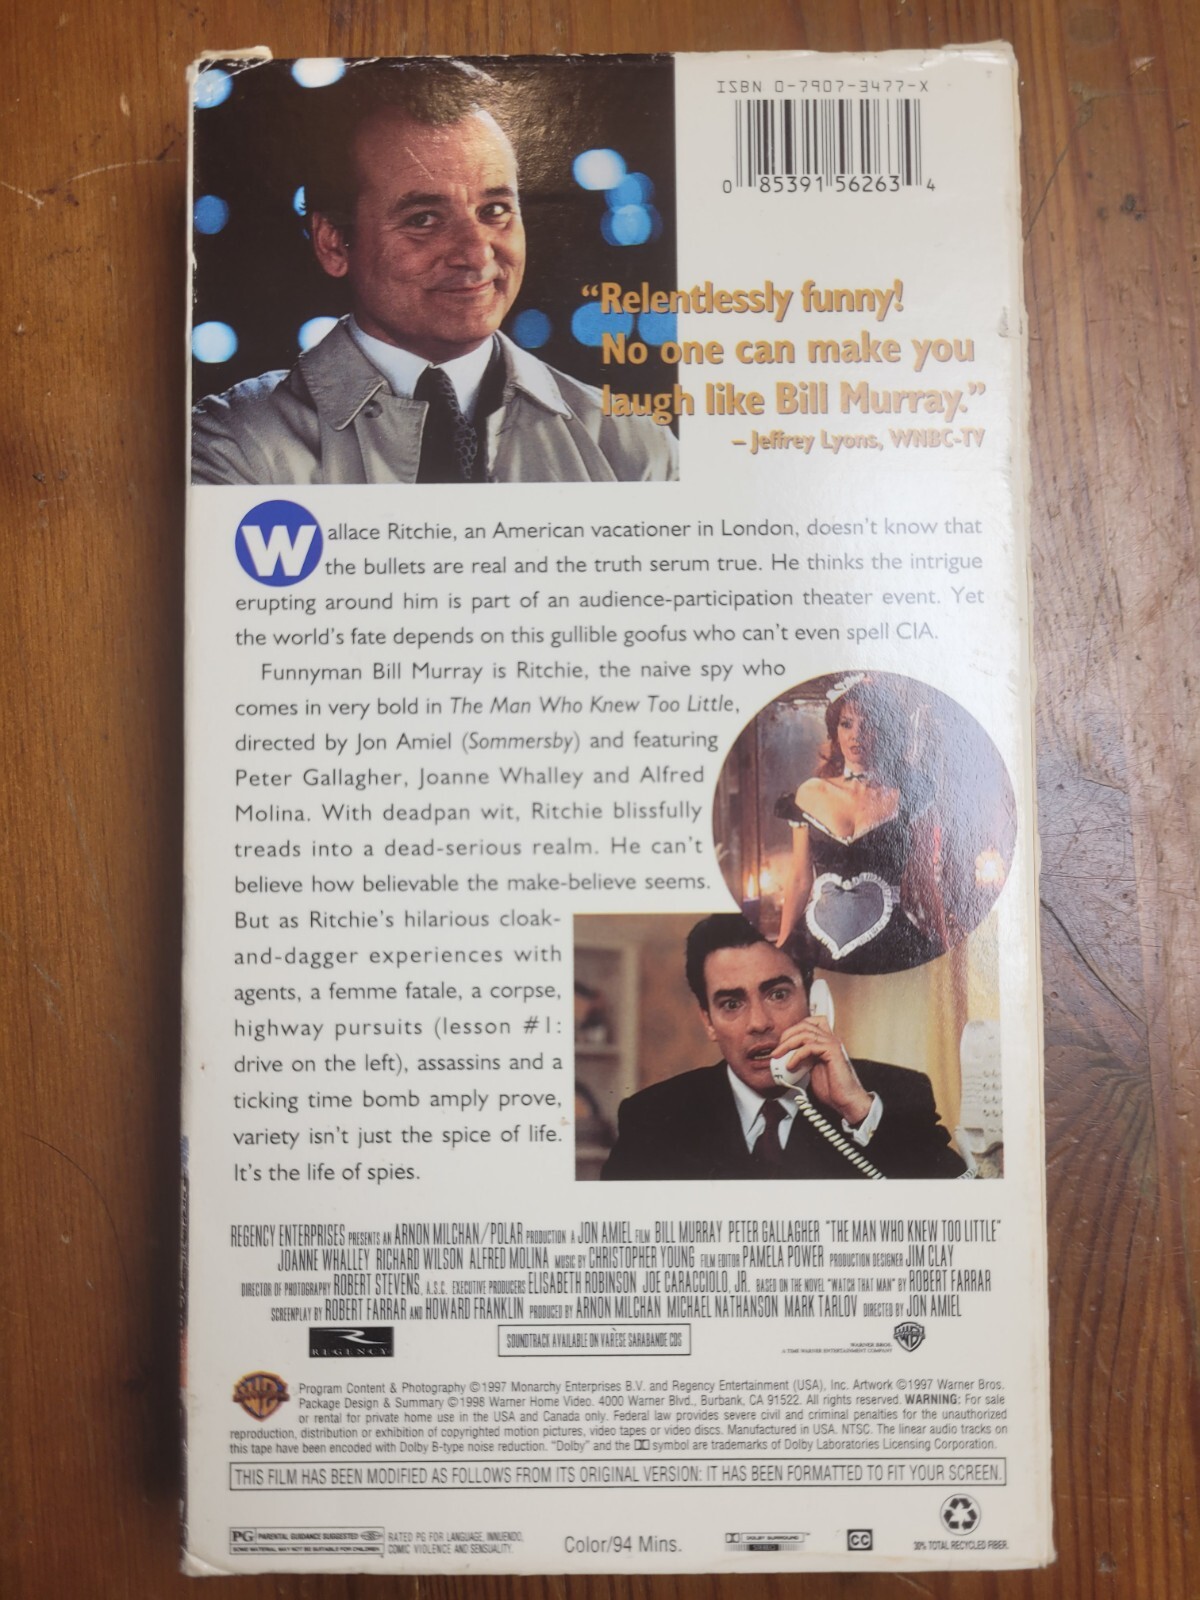 ISBN 0-7907-3477-X
0 85391 56263 4
“Relentlessly funny!
No one can make you
laugh like Bill Murray.”
– Jeffrey Lyons, WNBC-TV
Wallace Ritchie, an American vacationer in London, doesn't know that
the bullets are real and the truth serum true. He thinks the intrigue
erupting around him is part of an audience-participation theater event. Yet
the world's fate depends on this gullible goofus who can't even spell CIA.
Funnyman Bill Murray is Ritchie, the naive spy who
comes in very bold in The Man Who Knew Too Little,
directed by Jon Amiel (Sommersby) and featuring
Peter Gallagher, Joanne Whalley and Alfred
Molina. With deadpan wit, Ritchie blissfully
treads into a dead-serious realm. He can't
believe how believable the make-believe seems.
But as Ritchie's hilarious cloak-
and-dagger experiences with
agents, a femme fatale, a corpse,
highway pursuits (lesson #1:
drive on the left), assassins and a
ticking time bomb amply prove,
variety isn't just the spice of life.
It's the life of spies.
REGENCY ENTERPRISES PRESENTS AN ARNON MILCHAN/POLAR PRODUCTION A JON AMIEL FILM BILL MURRAY PETER GALLAGHER "THE MAN WHO KNEW TOO LITTLE"
JOANNE WHALLEY RICHARD WILSON ALFRED MOLINA MUSIC BY CHRISTOPHER YOUNG FILM EDITOR PAMELA POWER PRODUCTION DESIGNER JIM CLAY
DIRECTOR OF PHOTOGRAPHY ROBERT STEVENS, A.S.C. EXECUTIVE PRODUCERS ELISABETH ROBINSON JOE CARACCIOLO, JR. BASED ON THE NOVEL "WATCH THAT MAN" BY ROBERT FARRAR
SCREENPLAY BY ROBERT FARRAR AND HOWARD FRANKLIN PRODUCED BY ARNON MILCHAN MICHAEL NATHANSON MARK TARLOV DIRECTED BY JON AMIEL
REGENCY
SOUNDTRACK AVAILABLE ON VARÈSE SARABANDE CDS
WARNER BROS.
A TIME WARNER ENTERTAINMENT COMPANY
Program Content & Photography ©1997 Monarchy Enterprises B.V. and Regency Entertainment (USA), Inc. Artwork ©1997 Warner Bros.
Package Design & Summary ©1998 Warner Home Video. 4000 Warner Blvd., Burbank, CA 91522. All rights reserved. WARNING: For sale
or rental for private home use in the USA and Canada only. Federal law provides severe civil and criminal penalties for the unauthorized
reproduction, distribution or exhibition of copyrighted motion pictures, video tapes or video discs. Manufactured in USA. NTSC. The linear audio tracks on
this tape have been encoded with Dolby B-type noise reduction. "Dolby" and the symbol are trademarks of Dolby Laboratories Licensing Corporation.
THIS FILM HAS BEEN MODIFIED AS FOLLOWS FROM ITS ORIGINAL VERSION: IT HAS BEEN FORMATTED TO FIT YOUR SCREEN.
PG PARENTAL GUIDANCE SUGGESTED
SOME MATERIAL MAY NOT BE SUITABLE FOR CHILDREN
RATED PG FOR LANGUAGE, INNUENDO,
COMIC VIOLENCE AND SENSUALITY.
Color/94 Mins.
DOLBY SURROUND
CC
30% TOTAL RECYCLED FIBER.